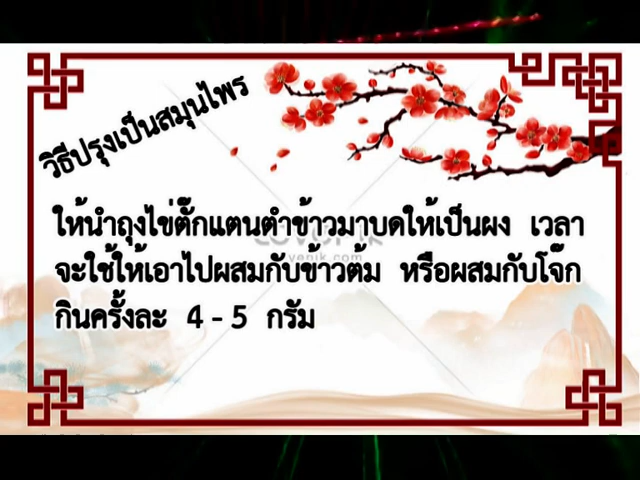 วิธีปรุงเป็นสมุนไพร
ให้นำถุงไข่ตั๊กแตนตำข้าวมาบดให้เป็นผง เวลา
จะใช้ให้เอาไปผสมกับข้าวต้ม หรือผสมกับโจ๊ก
กินครั้งละ 4 - 5 กรัม